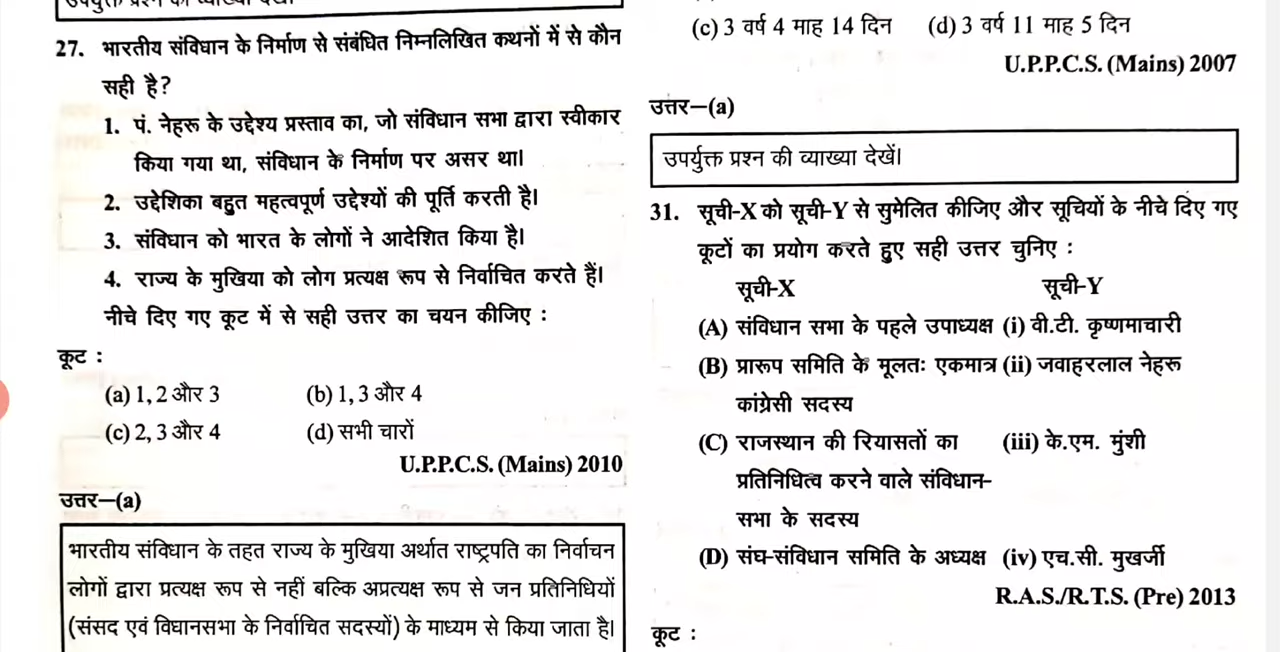 27. भारतीय संविधान के निर्माण से संबंधित निम्नलिखित कथनों में से कौन
सही है?
1. पं. नेहरू के उद्देश्य प्रस्ताव का, जो संविधान सभा द्वारा स्वीकार
किया गया था, संविधान के निर्माण पर असर था।
2. उद्देशिका बहुत महत्वपूर्ण उद्देश्यों की पूर्ति करती है।
3. संविधान को भारत के लोगों ने आदेशित किया है।
4. राज्य के मुखिया को लोग प्रत्यक्ष रूप से निर्वाचित करते हैं।
नीचे दिए गए कूट में से सही उत्तर का चयन कीजिए :
कूट :
(a) 1, 2 और 3 (b) 1, 3 और 4
(c) 2, 3 और 4 (d) सभी चारों
U.P.P.C.S. (Mains) 2010
उत्तर–(a)
भारतीय संविधान के तहत राज्य के मुखिया अर्थात राष्ट्रपति का निर्वाचन
लोगों द्वारा प्रत्यक्ष रूप से नहीं बल्कि अप्रत्यक्ष रूप से जन प्रतिनिधियों
(संसद एवं विधानसभा के निर्वाचित सदस्यों) के माध्यम से किया जाता है।
(c) 3 वर्ष 4 माह 14 दिन (d) 3 वर्ष 11 माह 5 दिन
U.P.P.C.S. (Mains) 2007
उत्तर–(a)
उपर्युक्त प्रश्न की व्याख्या देखें।
31. सूची-X को सूची-Y से सुमेलित कीजिए और सूचियों के नीचे दिए गए
कूटों का प्रयोग करते हुए सही उत्तर चुनिए :
सूची-X सूची-Y
(A) संविधान सभा के पहले उपाध्यक्ष (i) वी.टी. कृष्णमाचारी
(B) प्रारूप समिति के मूलतः एकमात्र (ii) जवाहरलाल नेहरू
कांग्रेसी सदस्य
(C) राजस्थान की रियासतों का (iii) के.एम. मुंशी
प्रतिनिधित्व करने वाले संविधान-
सभा के सदस्य
(D) संघ-संविधान समिति के अध्यक्ष (iv) एच.सी. मुखर्जी
R.A.S./R.T.S. (Pre) 2013
कूट :